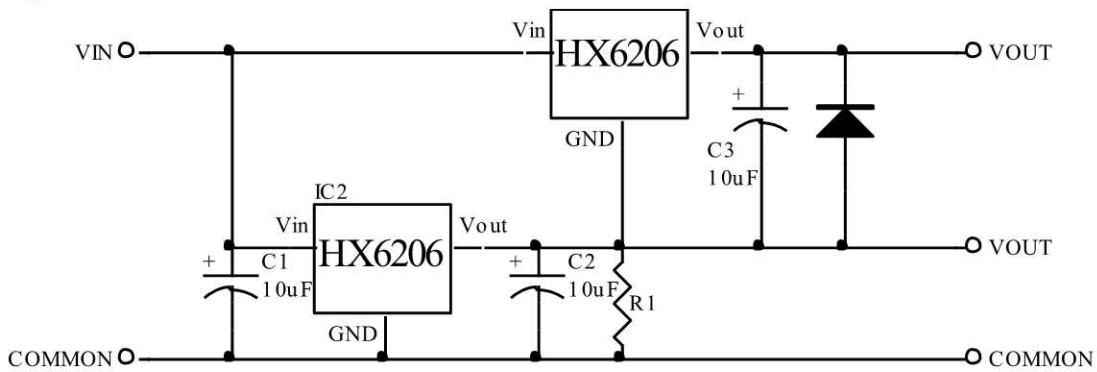 Vin
Vout
VIN
HX6206
VOUT
+
GND
C3
10uF
IC2
Vin
Vout
HX6206
VOUT
+
C1
10uF
+
C2
10uF
R1
GND
COMMON
COMMON